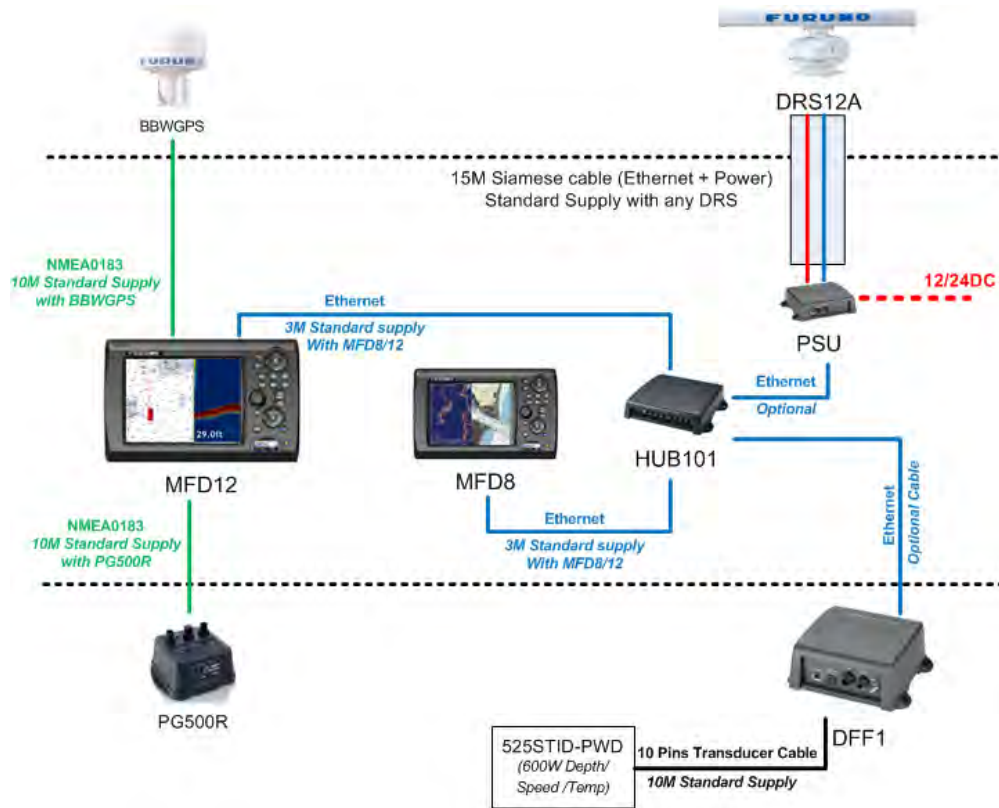 FURUNO
FURUNO
BBWGPS
DRS12A
15M Siamese cable (Ethernet + Power)
Standard Supply with any DRS
NMEA0183
10M Standard Supply
with BBWGPS
12/24DC
Ethernet
3M Standard supply
With MFD8/12
PSU
Ethernet
Optional
29.0ft
MFD12
MFD8
HUB101
NMEA0183
10M Standard Supply
with PG500R
Ethernet
3M Standard supply
With MFD8/12
Ethernet
Optional Cable
PG500R
DFF1
525STID-PWD
(600W Depth/
Speed /Temp)
10 Pins Transducer Cable
10M Standard Supply